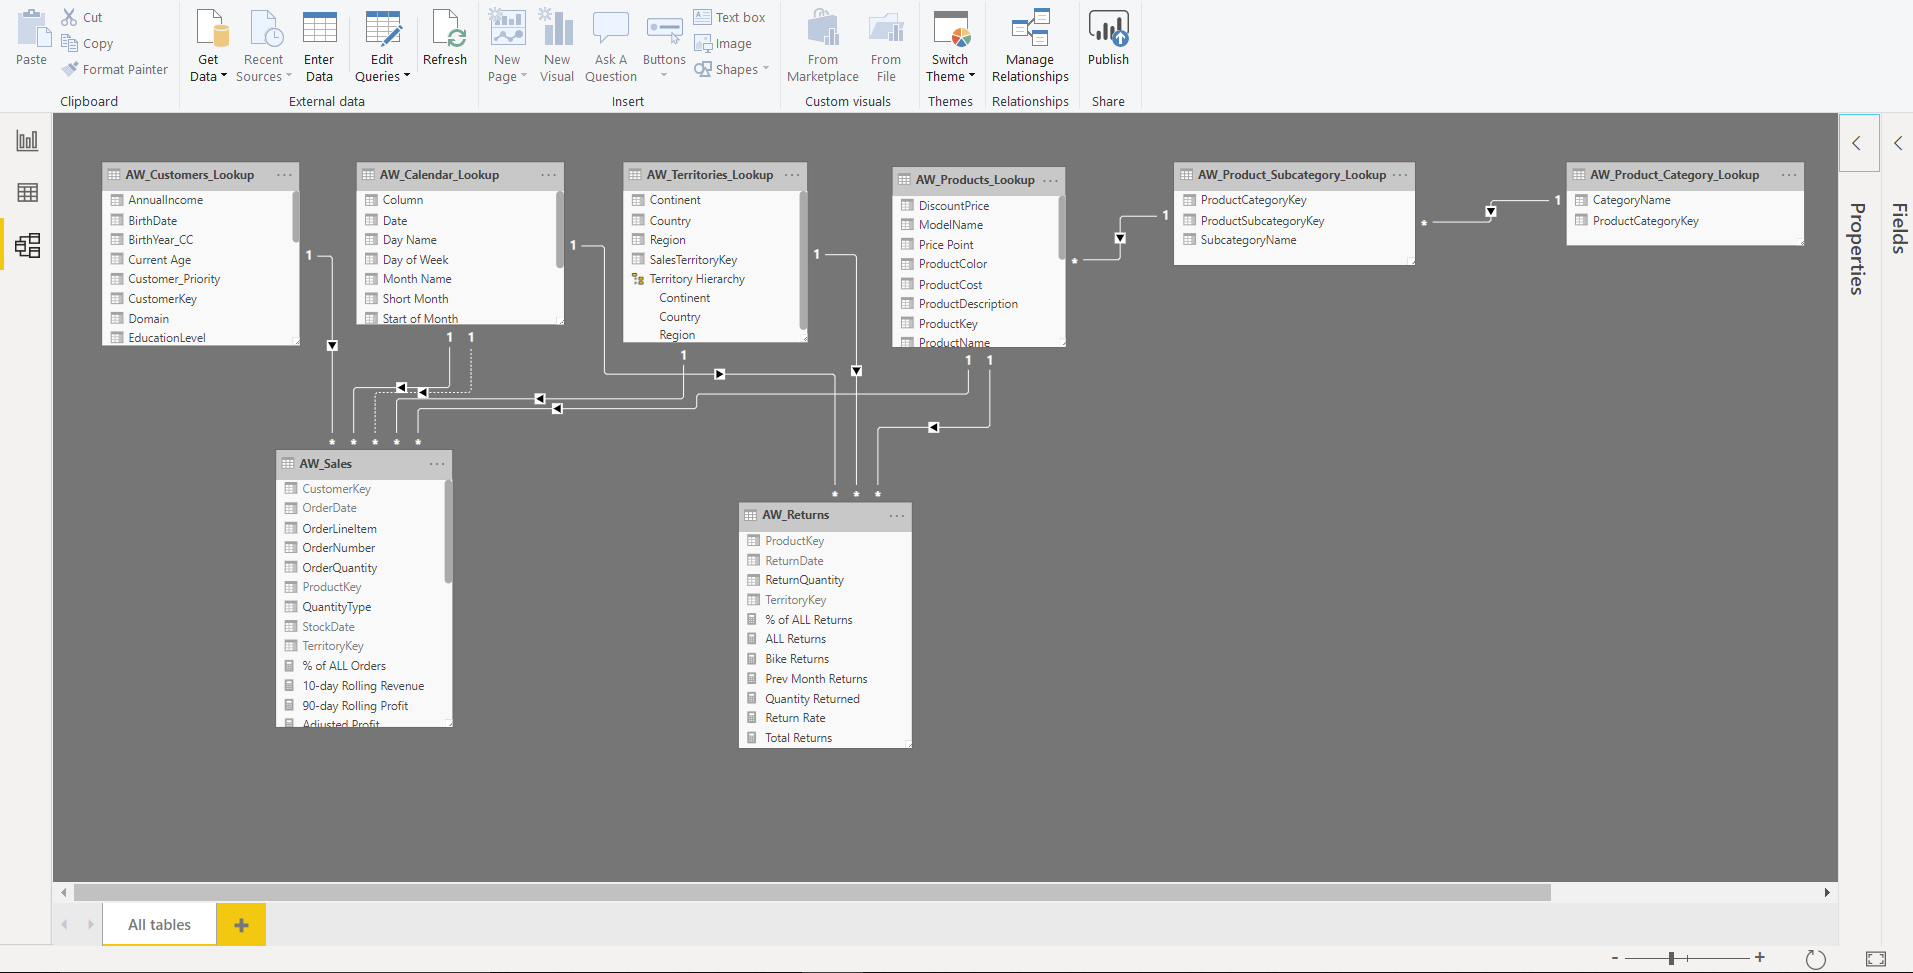 Paste
Cut
Copy
Format Painter
Clipboard
Get Data
Recent Sources
Enter Data
Edit Queries
Refresh
External data
New Page
New Visual
Ask A Question
Buttons
Text box
Image
Shapes
Insert
From Marketplace
From File
Custom visuals
Switch Theme
Themes
Manage Relationships
Relationships
Publish
Share
AW_Customers_Lookup
AnnualIncome
BirthDate
BirthYear_CC
Current Age
Customer_Priority
CustomerKey
Domain
EducationLevel
AW_Calendar_Lookup
Column
Date
Day Name
Day of Week
Month Name
Short Month
Start of Month
AW_Territories_Lookup
Continent
Country
Region
SalesTerritoryKey
Territory Hierarchy
Continent
Country
Region
AW_Products_Lookup
DiscountPrice
ModelName
Price Point
ProductColor
ProductCost
ProductDescription
ProductKey
ProductName
AW_Product_Subcategory_Lookup
ProductCategoryKey
ProductSubcategoryKey
SubcategoryName
AW_Product_Category_Lookup
CategoryName
ProductCategoryKey
1
1
1
1
*
*
1
1
1
1
1
1
* * * * *
* * *
AW_Sales
CustomerKey
OrderDate
OrderLineItem
OrderNumber
OrderQuantity
ProductKey
QuantityType
StockDate
TerritoryKey
% of ALL Orders
10-day Rolling Revenue
90-day Rolling Profit
Adjusted Profit
AW_Returns
ProductKey
ReturnDate
ReturnQuantity
TerritoryKey
% of ALL Returns
ALL Returns
Bike Returns
Prev Month Returns
Quantity Returned
Return Rate
Total Returns
Properties
Fields
All tables